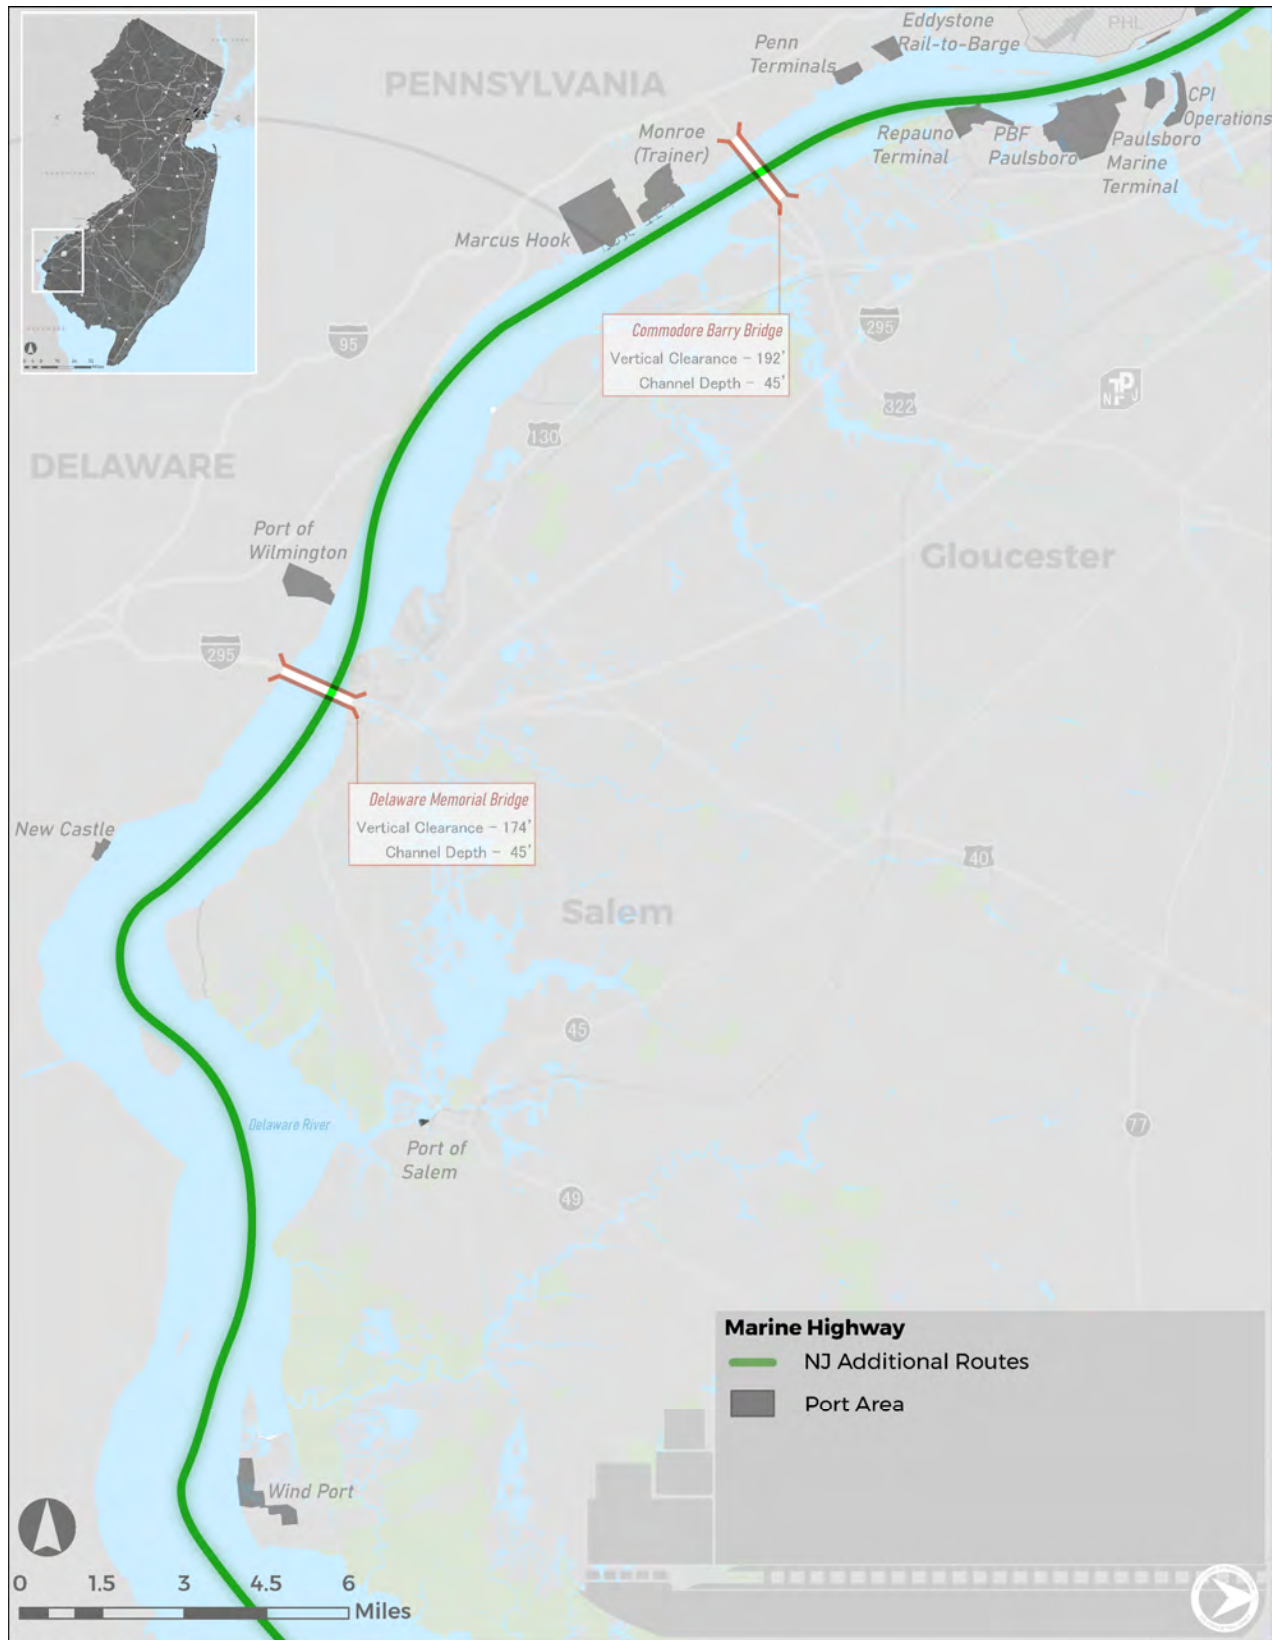 Eddystone
Rail-to-Barge
PHL
Penn
Terminals
PENNSYLVANIA
CPI
Operations
Monroe
(Trainer)
Repauno
Terminal
PBF
Paulsboro
Paulsboro
Marine
Terminal
Marcus Hook
Commodore Barry Bridge
Vertical Clearance - 192'
Channel Depth - 45'
95
295
322
NJ
TP
130
DELAWARE
Port of
Wilmington
Gloucester
295
Delaware Memorial Bridge
Vertical Clearance - 174'
Channel Depth - 45'
New Castle
40
Salem
45
Delaware River
Port of
Salem
77
49
Marine Highway
NJ Additional Routes
Port Area
Wind Port
0 1.5 3 4.5 6
Miles